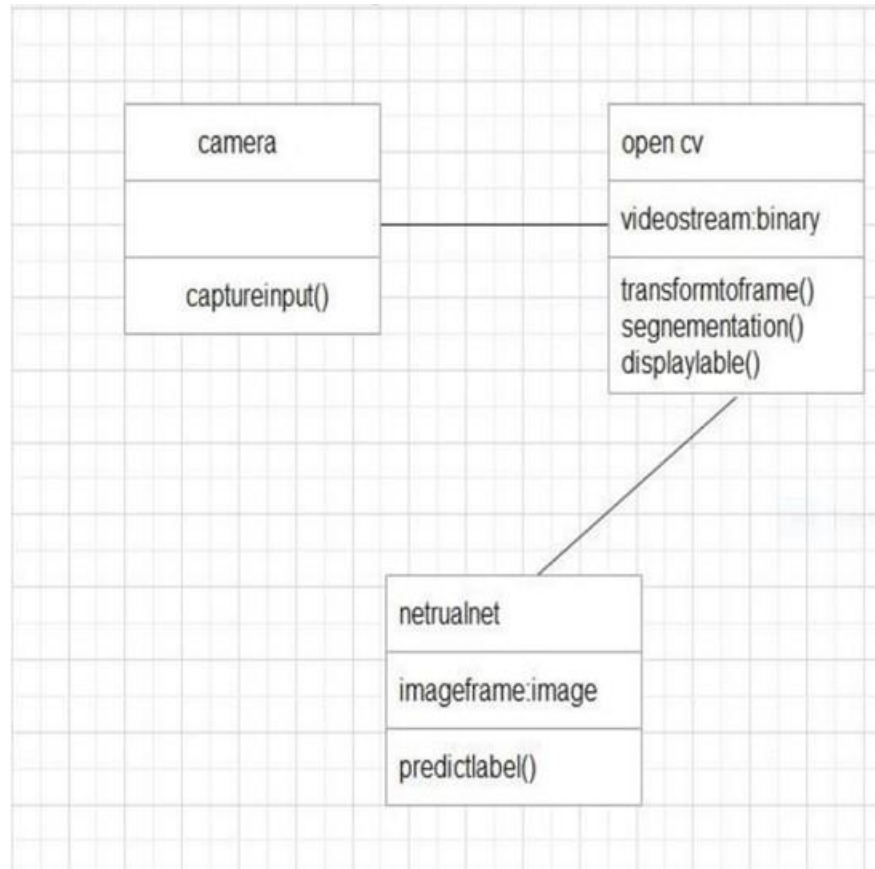 camera
captureinput()
open cv
videostream:binary
transformtoframe()
segnementation()
displaylable()
netrualnet
imageframe:image
predictlabel()